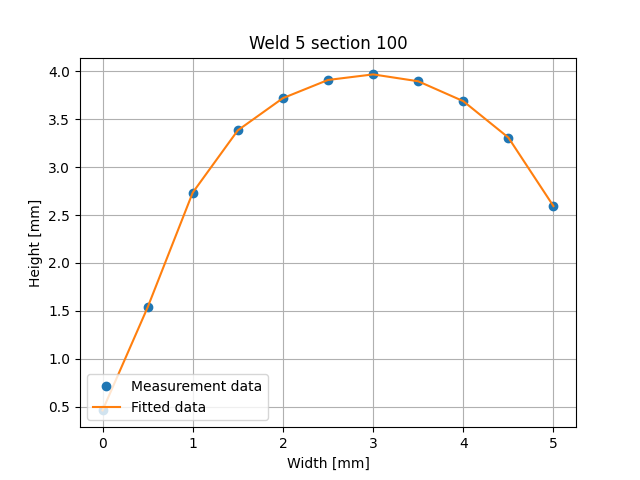 Weld 5 section 100
Height [mm]
4.0
3.5
3.0
2.5
2.0
1.5
1.0
0.5
Measurement data
Fitted data
0 1 2 3 4 5
Width [mm]